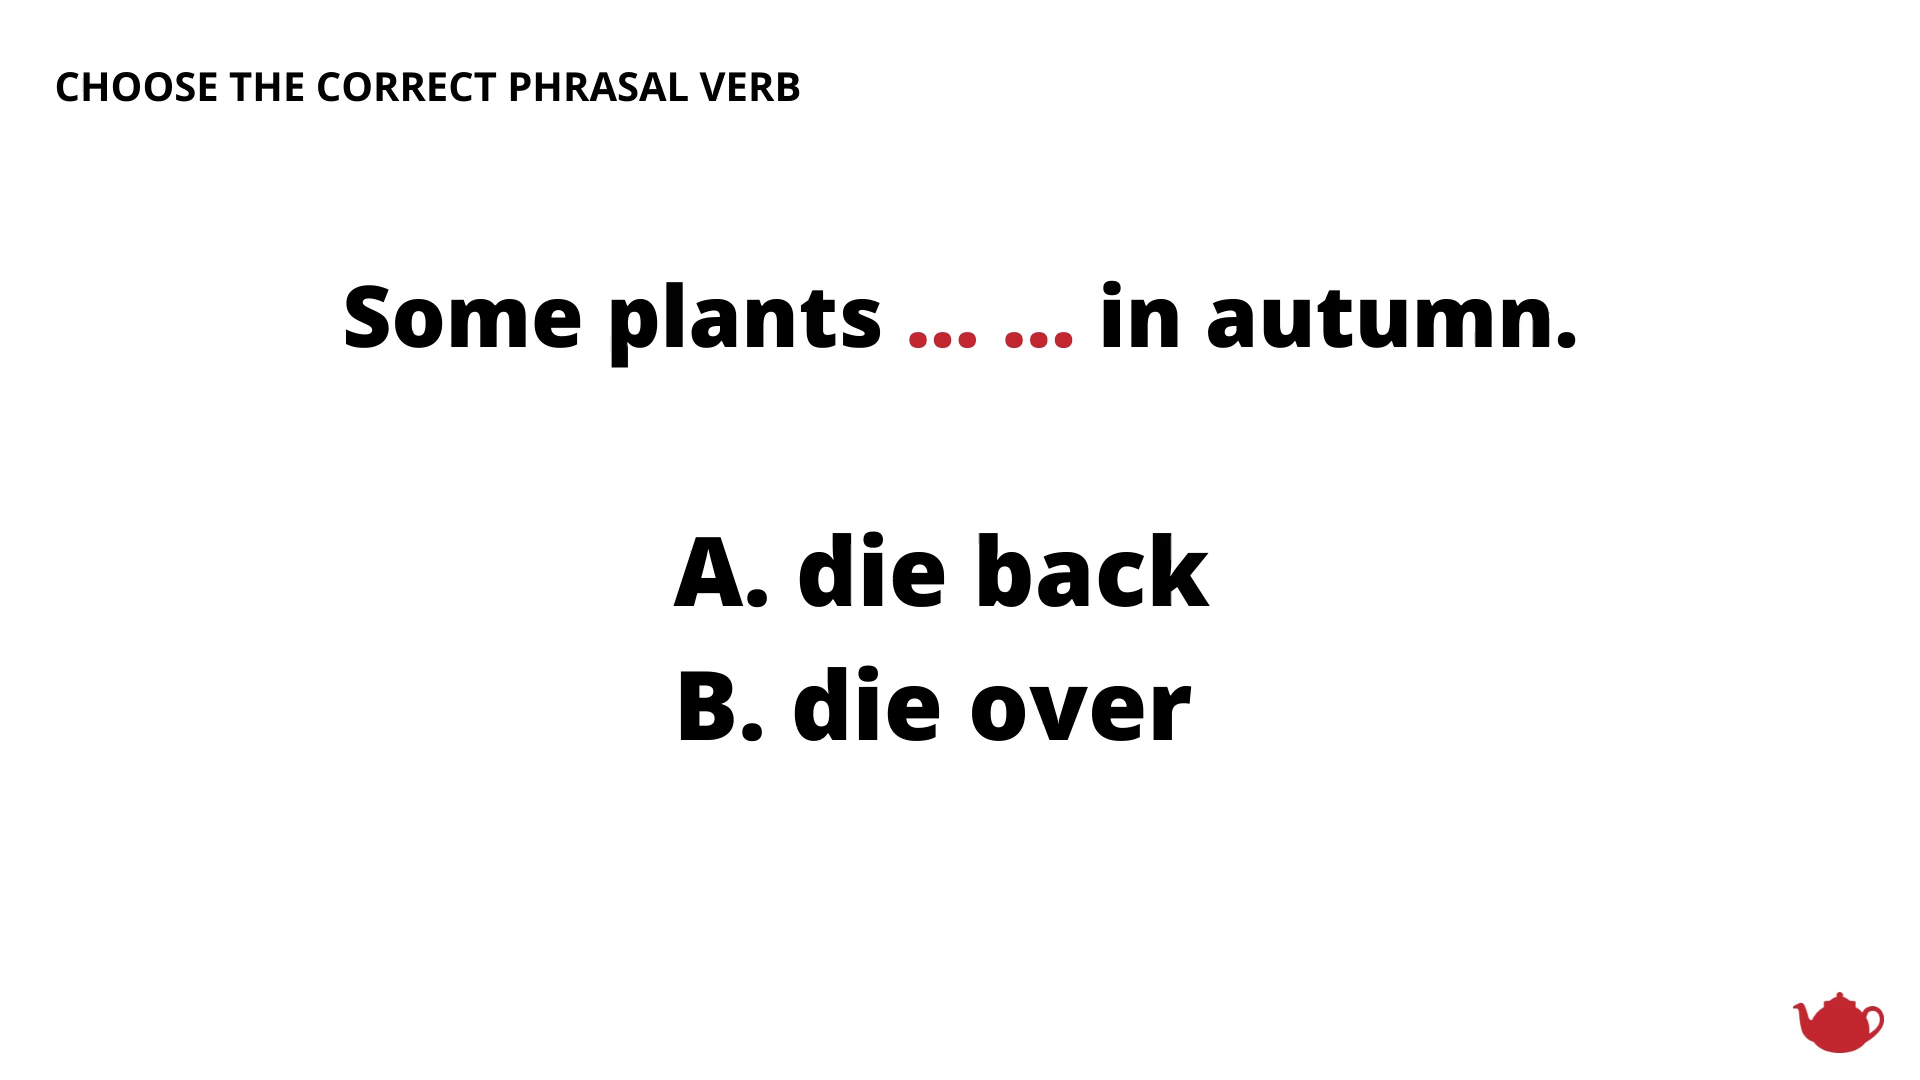 CHOOSE THE CORRECT PHRASAL VERB
Some plants ... ... in autumn.
A. die back
B. die over